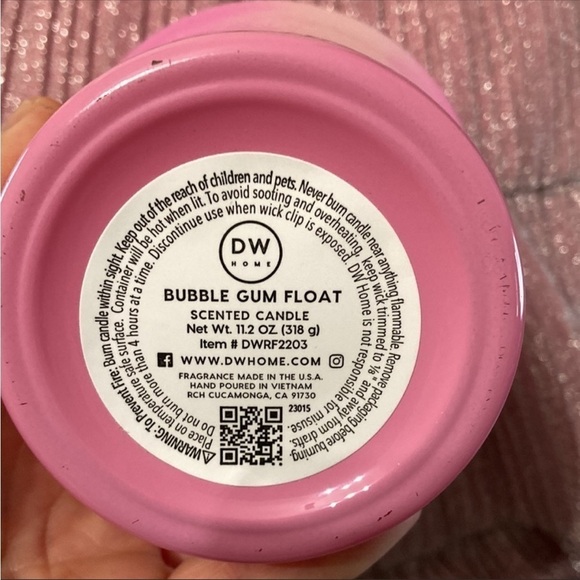 ⚠WARNING: To Prevent Fire: Burn candle within sight. Keep out of the reach of children and pets. Never burn candle near anything flammable Remove packaging before burning.
Place on temperature safe surface. Container will be hot when lit. To avoid sooting and overheating, keep wick trimmed to ⅛" and away from drafts.
Do not burn more than 4 hours at a time. Discontinue use when wick clip is exposed. DW Home is not responsible for misuse.
DW
HOME
BUBBLE GUM FLOAT
SCENTED CANDLE
Net Wt. 11.2 OZ. (318 g)
Item # DWRF2203
WWW.DWHOME.COM
FRAGRANCE MADE IN THE U.S.A.
HAND POURED IN VIETNAM
RCH CUCAMONGA, CA 91730
23015